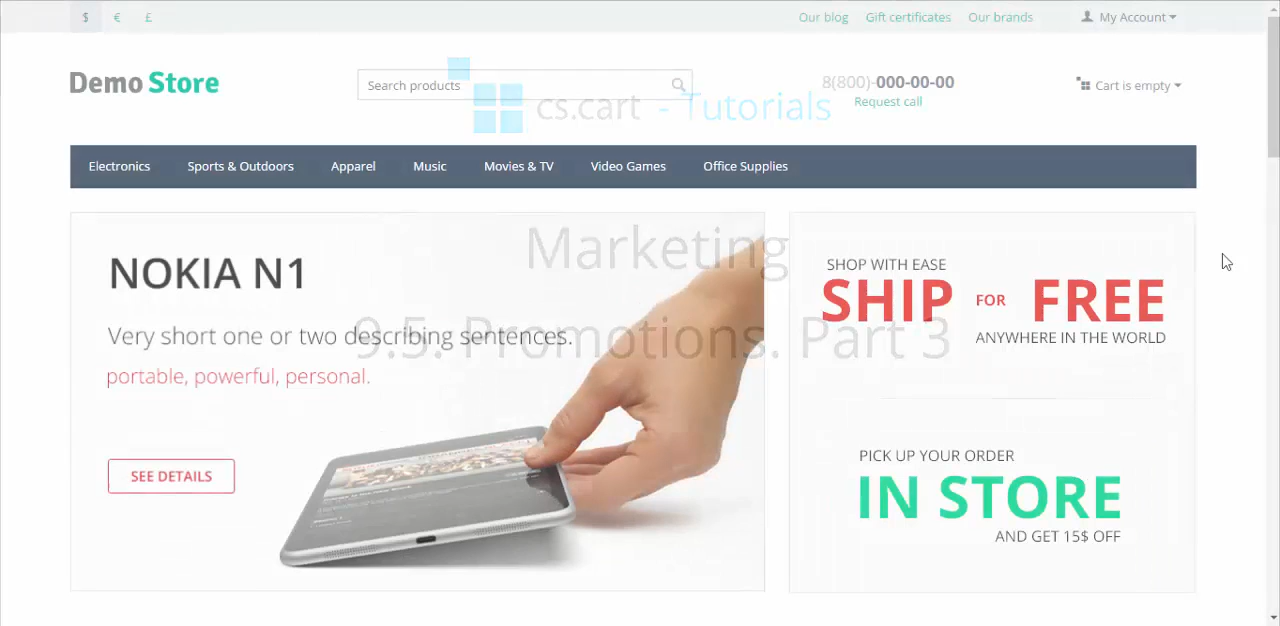 $ € £ Our blog Gift certificates Our brands My Account
Demo Store Search products 8(800)-000-00-00 Cart is empty
Request call
cs.cart - Tutorials
Electronics Sports & Outdoors Apparel Music Movies & TV Video Games Office Supplies
Marketing
9.5. Promotions. Part 3
NOKIA N1
Very short one or two describing sentences.
portable, powerful, personal.
SEE DETAILS
SHOP WITH EASE
SHIP FOR FREE
ANYWHERE IN THE WORLD
PICK UP YOUR ORDER
IN STORE
AND GET 15$ OFF